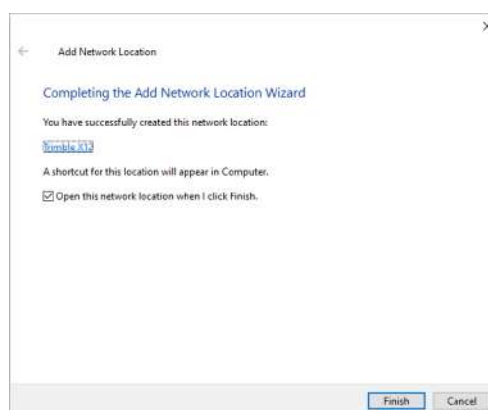 Add Network Location
Completing the Add Network Location Wizard
You have successfully created this network location:
Trimble X12
A shortcut for this location will appear in Computer.
Open this network location when I click Finish.
Finish Cancel